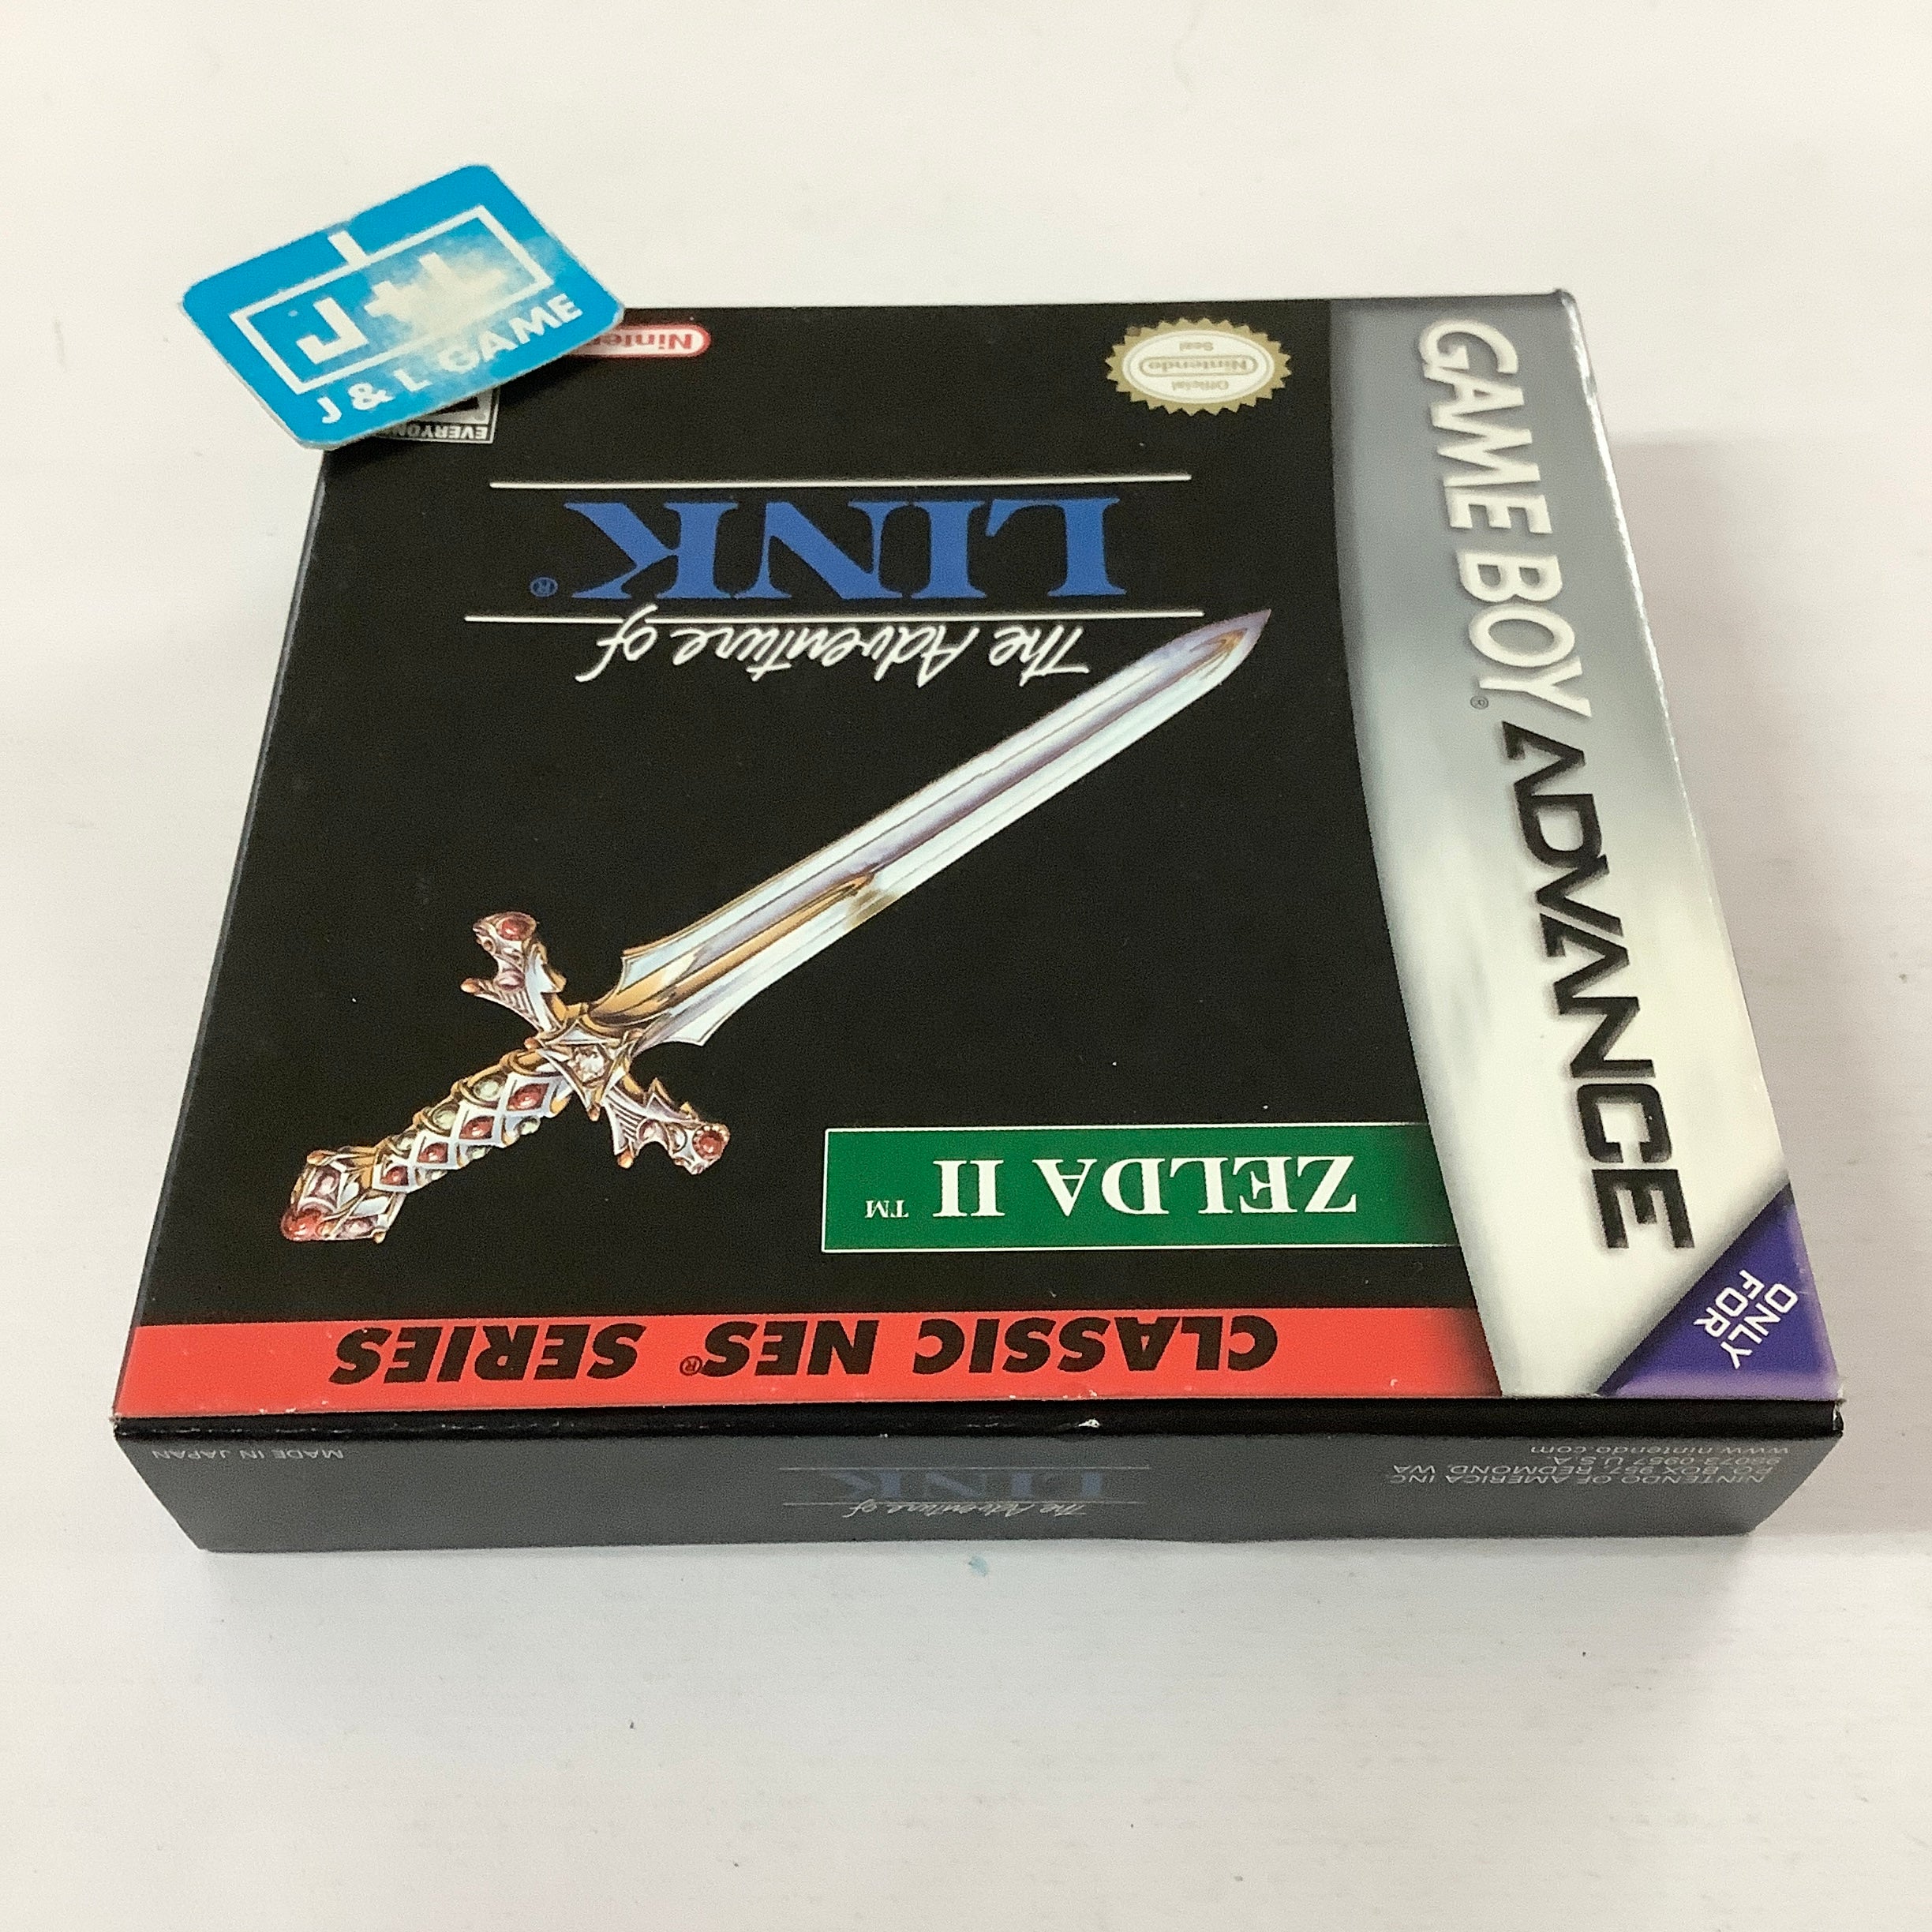 CLASSIC NES® SERIES
ZELDA II ™
The Adventure of
LINK®
EVERYONE
Official
Nintendo
Seal
GAME BOY® ADVANCE
ONLY
FOR
J+L
J & L GAME
The Adventure of
LINK
NINTENDO OF AMERICA INC.
P.O. BOX 957, REDMOND, WA
98073-0957 U.S.A.
www.nintendo.com
MADE IN JAPAN